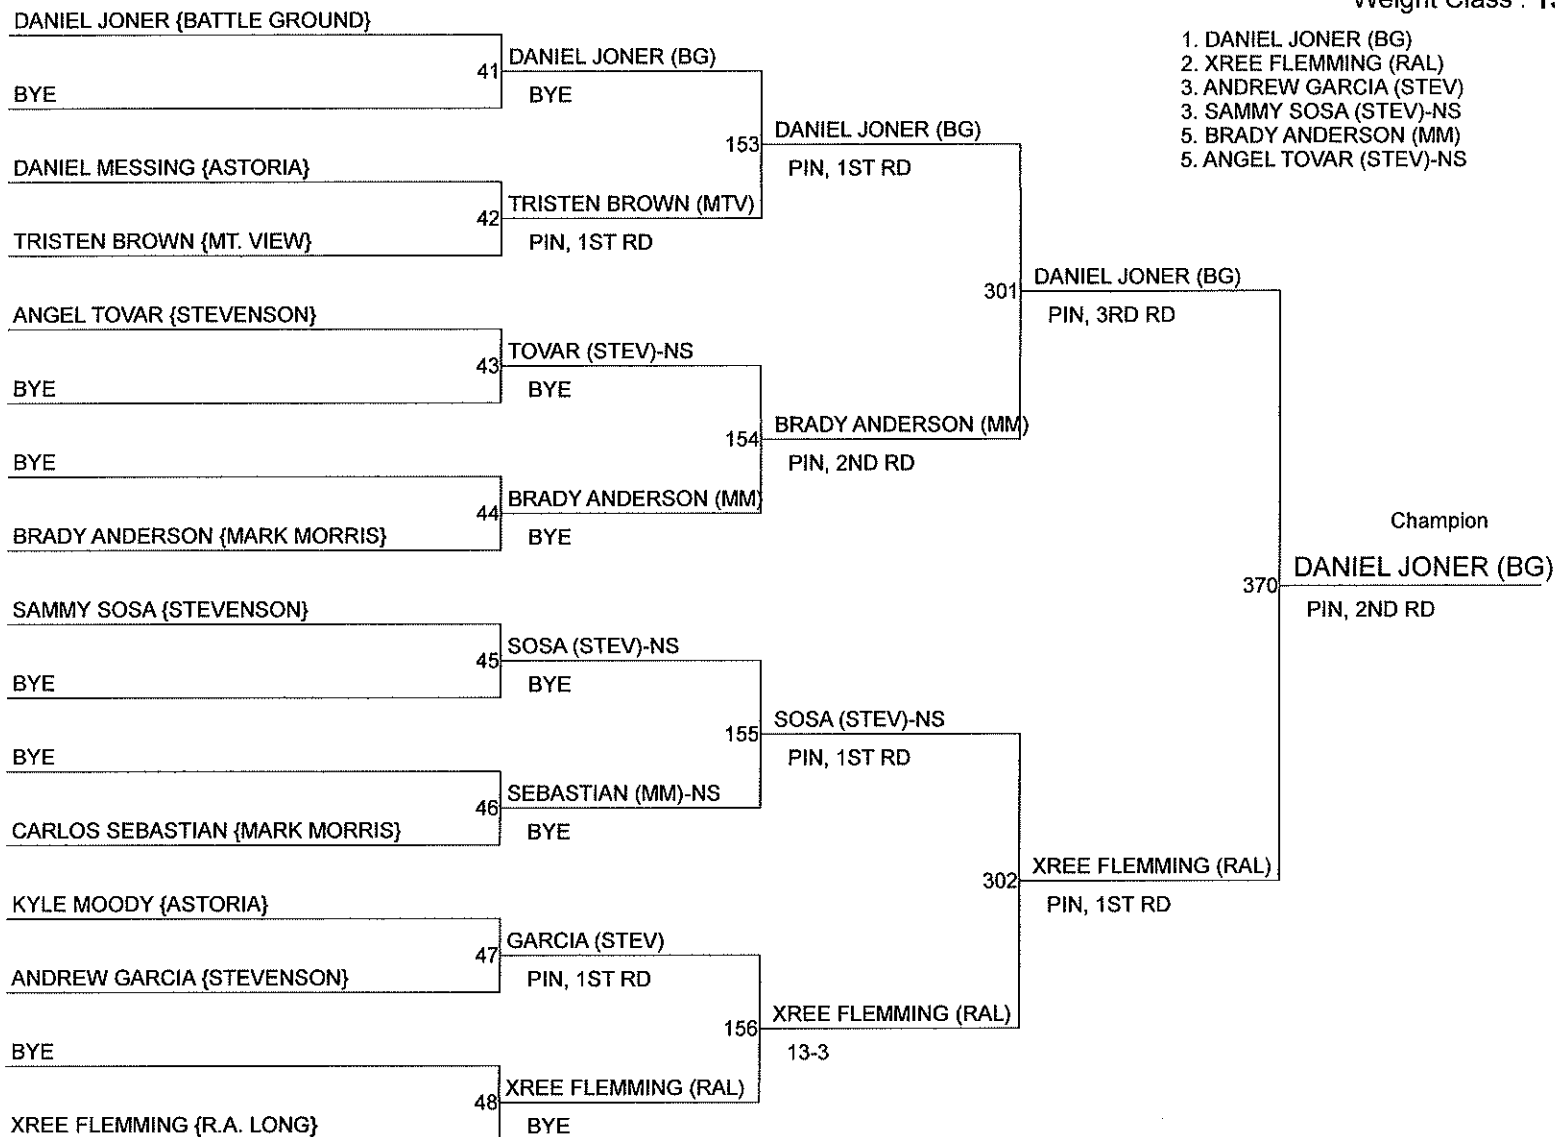 Weight Class :
1. DANIEL JONER (BG)
2. XREE FLEMMING (RAL)
3. ANDREW GARCIA (STEV)
3. SAMMY SOSA (STEV)-NS
5. BRADY ANDERSON (MM)
5. ANGEL TOVAR (STEV)-NS
DANIEL JONER {BATTLE GROUND}
BYE
DANIEL MESSING {ASTORIA}
TRISTEN BROWN {MT. VIEW}
ANGEL TOVAR {STEVENSON}
BYE
BYE
BRADY ANDERSON {MARK MORRIS}
SAMMY SOSA {STEVENSON}
BYE
BYE
CARLOS SEBASTIAN {MARK MORRIS}
KYLE MOODY {ASTORIA}
ANDREW GARCIA {STEVENSON}
BYE
XREE FLEMMING {R.A. LONG}
41 DANIEL JONER (BG)
BYE
42 TRISTEN BROWN (MTV)
PIN, 1ST RD
43 TOVAR (STEV)-NS
BYE
44 BRADY ANDERSON (MM)
BYE
45 SOSA (STEV)-NS
BYE
46 SEBASTIAN (MM)-NS
BYE
47 GARCIA (STEV)
PIN, 1ST RD
48 XREE FLEMMING (RAL)
BYE
153 DANIEL JONER (BG)
PIN, 1ST RD
154 BRADY ANDERSON (MM)
PIN, 2ND RD
155 SOSA (STEV)-NS
PIN, 1ST RD
156 XREE FLEMMING (RAL)
13-3
301 DANIEL JONER (BG)
PIN, 3RD RD
302 XREE FLEMMING (RAL)
PIN, 1ST RD
Champion
370 DANIEL JONER (BG)
PIN, 2ND RD